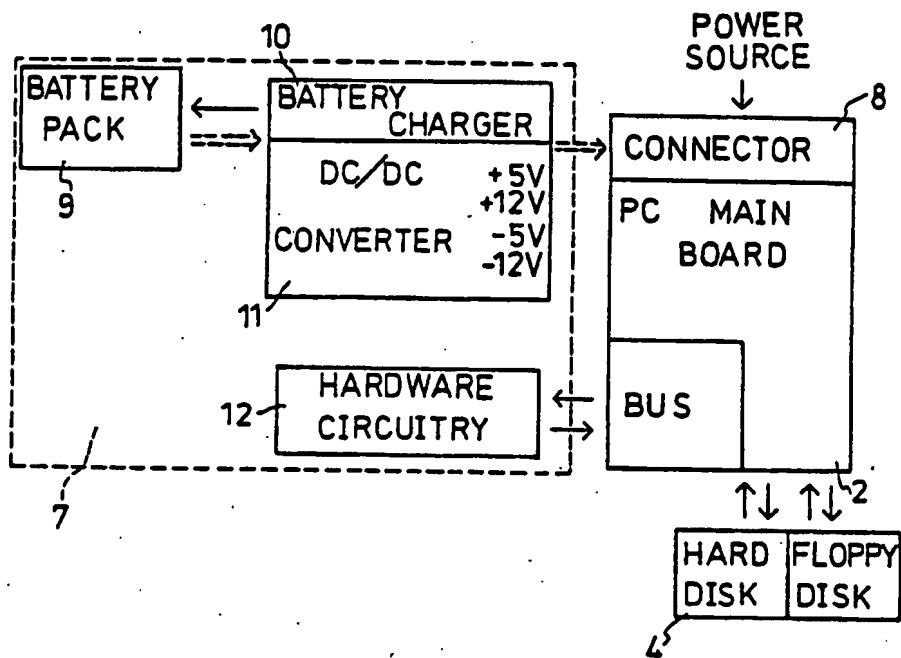 POWER
SOURCE
10
8
BATTERY
PACK
9
BATTERY
CHARGER
DC/DC
CONVERTER
+5V
+12V
-5V
-12V
11
CONNECTOR
PC MAIN
BOARD
BUS
2
HARDWARE
CIRCUITRY
12
7
HARD
DISK
FLOPPY
DISK
4